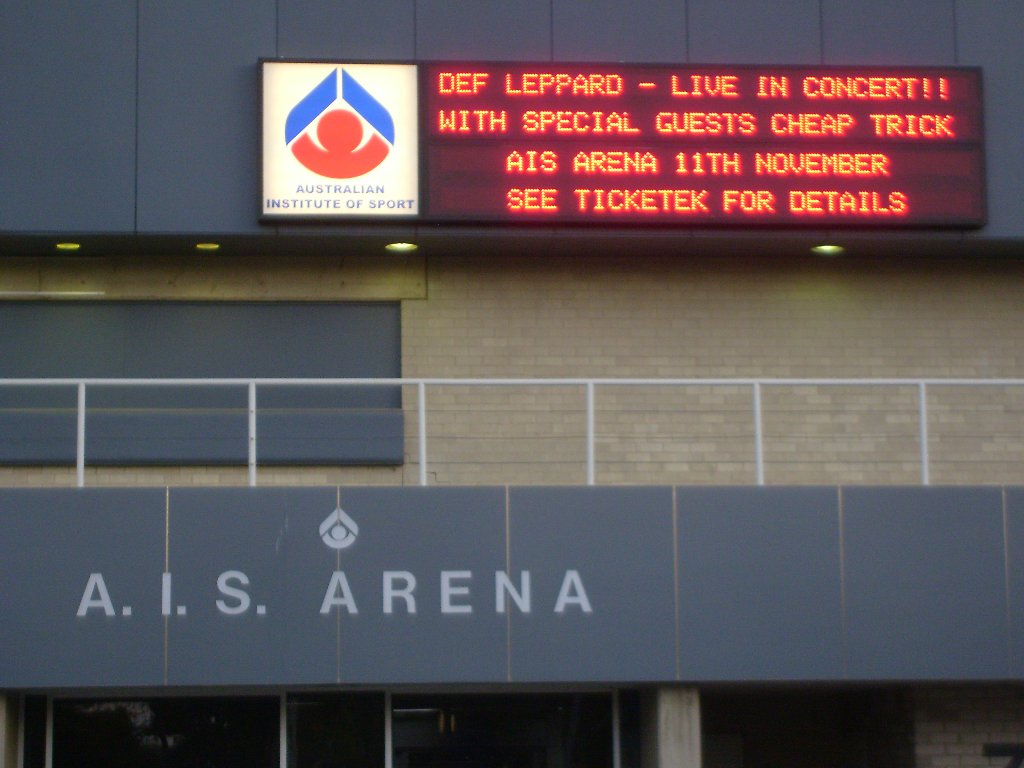 AUSTRALIAN
INSTITUTE OF SPORT
DEF LEPPARD - LIVE IN CONCERT!!
WITH SPECIAL GUESTS CHEAP TRICK
AIS ARENA 11TH NOVEMBER
SEE TICKETEK FOR DETAILS
A.I.S. ARENA